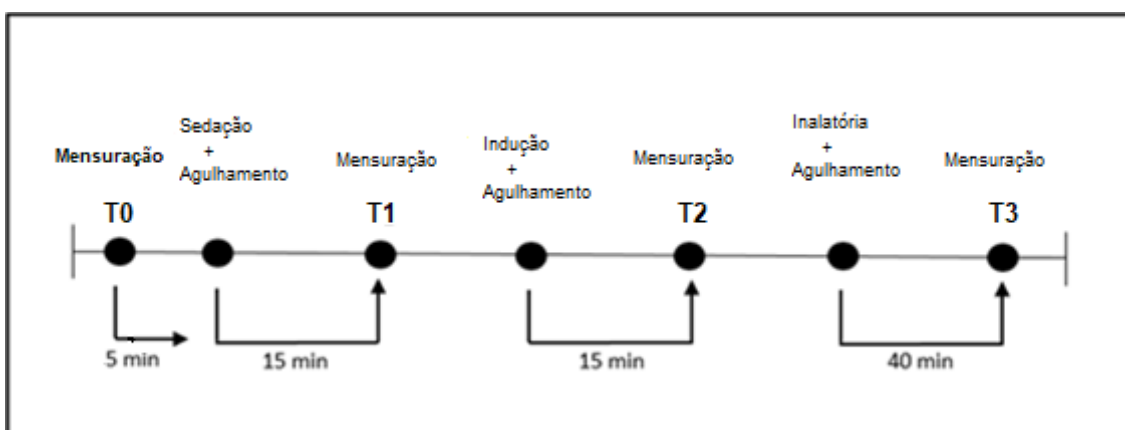 Mensuração
Sedação
+
Agulhamento
Mensuração
Indução
+
Agulhamento
Mensuração
Inalatória
+
Agulhamento
Mensuração
T0
T1
T2
T3
5 min
15 min
15 min
40 min